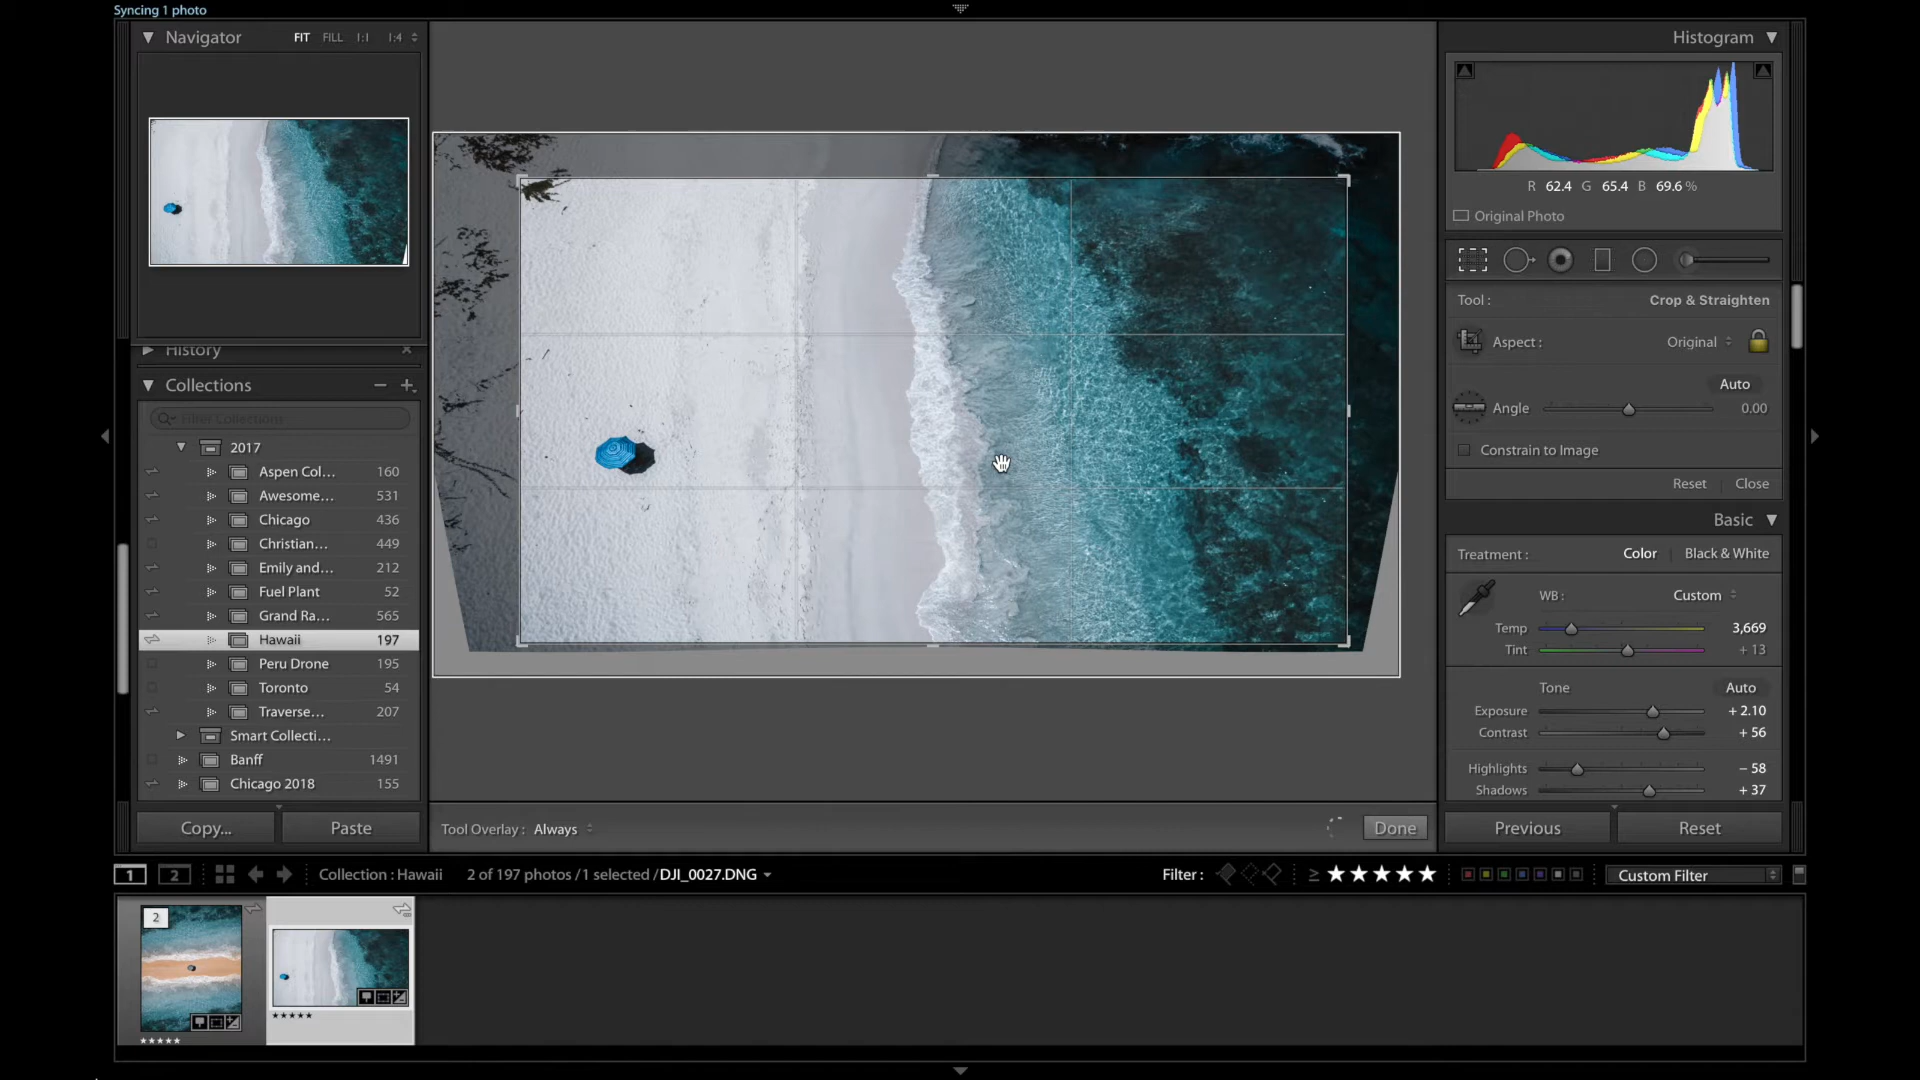 Syncing 1 photo
Navigator FIT FILL 1:1 1:4
History
Collections
Filter Collections
2017
Aspen Col... 160
Awesome... 531
Chicago 436
Christian... 449
Emily and... 212
Fuel Plant 52
Grand Ra... 565
Hawaii 197
Peru Drone 195
Toronto 54
Traverse... 207
Smart Collecti...
Banff 1491
Chicago 2018 155
Copy... Paste
Tool Overlay : Always Done
Histogram
R 62.4 G 65.4 B 69.6 %
Original Photo
Tool : Crop & Straighten
Aspect : Original
Auto
Angle 0.00
Constrain to Image
Reset Close
Basic
Treatment : Color Black & White
WB : Custom
Temp 3,669
Tint + 13
Tone Auto
Exposure + 2.10
Contrast + 56
Highlights – 58
Shadows + 37
Previous Reset
1 2 Collection : Hawaii 2 of 197 photos / 1 selected / DJI_0027.DNG Filter : ≥ ★★★★★ Custom Filter
2
★★★★★
★★★★★